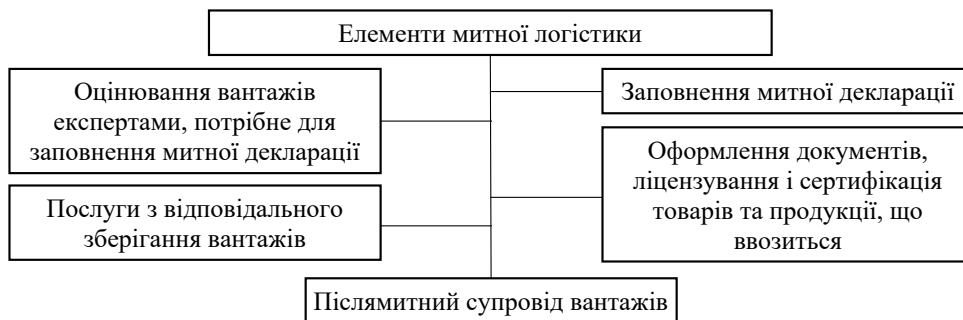 Елементи митної логістики
Оцінювання вантажів
експертами, потрібне для
заповнення митної декларації
Заповнення митної декларації
Послуги з відповідального
зберігання вантажів
Оформлення документів,
ліцензування і сертифікація
товарів та продукції, що
ввозиться
Післямитний супровід вантажів